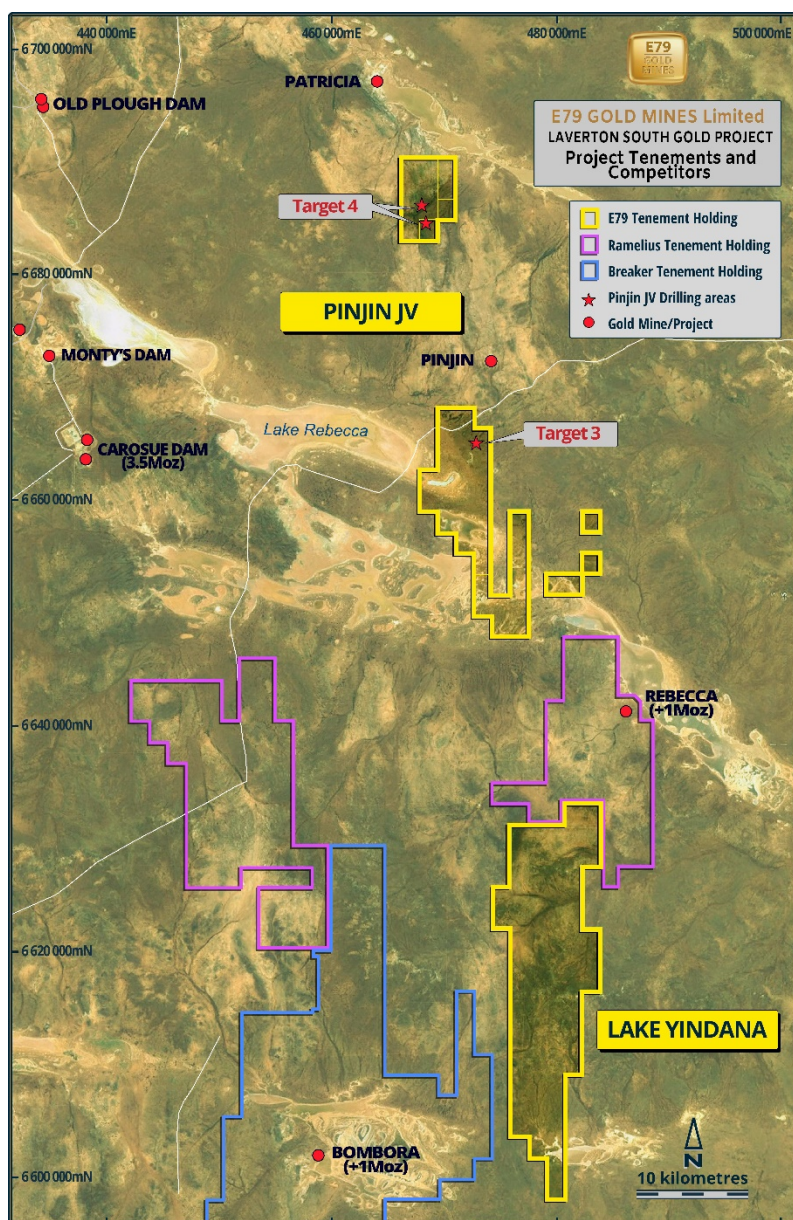 440 000mE
460 000mE
480 000mE
500 000mE
6 700 000mN
E79
GOLD
MINES
PATRICIA
OLD PLOUGH DAM
E79 GOLD MINES Limited
LAVERTON SOUTH GOLD PROJECT
Project Tenements and
Competitors
Target 4
E79 Tenement Holding
Ramelius Tenement Holding
Breaker Tenement Holding
Pinjin JV Drilling areas
Gold Mine/Project
6 680 000mN
PINJIN JV
MONTY'S DAM
PINJIN
Lake Rebecca
Target 3
CAROSUE DAM
(3.5Moz)
6 660 000mN
REBECCA
(+1Moz)
6 640 000mN
6 620 000mN
LAKE YINDANA
BOMBORA
(+1Moz)
N
10 kilometres
6 600 000mN